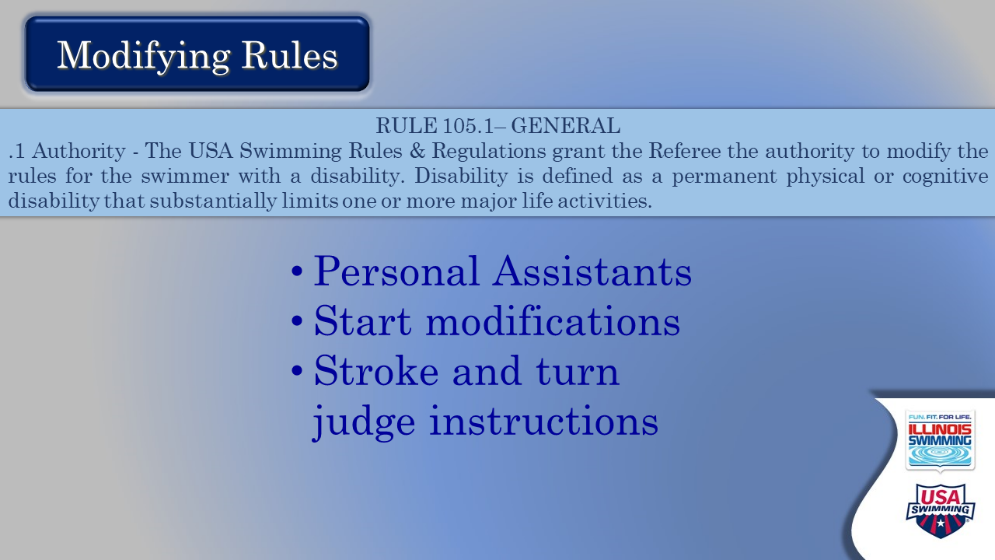 Modifying Rules
RULE 105.1– GENERAL
.1 Authority - The USA Swimming Rules & Regulations grant the Referee the authority to modify the
rules for the swimmer with a disability. Disability is defined as a permanent physical or cognitive
disability that substantially limits one or more major life activities.
• Personal Assistants
• Start modifications
• Stroke and turn
judge instructions
FUN. FIT. FOR LIFE.
ILLINOIS
SWIMMING
USA
SWIMMING